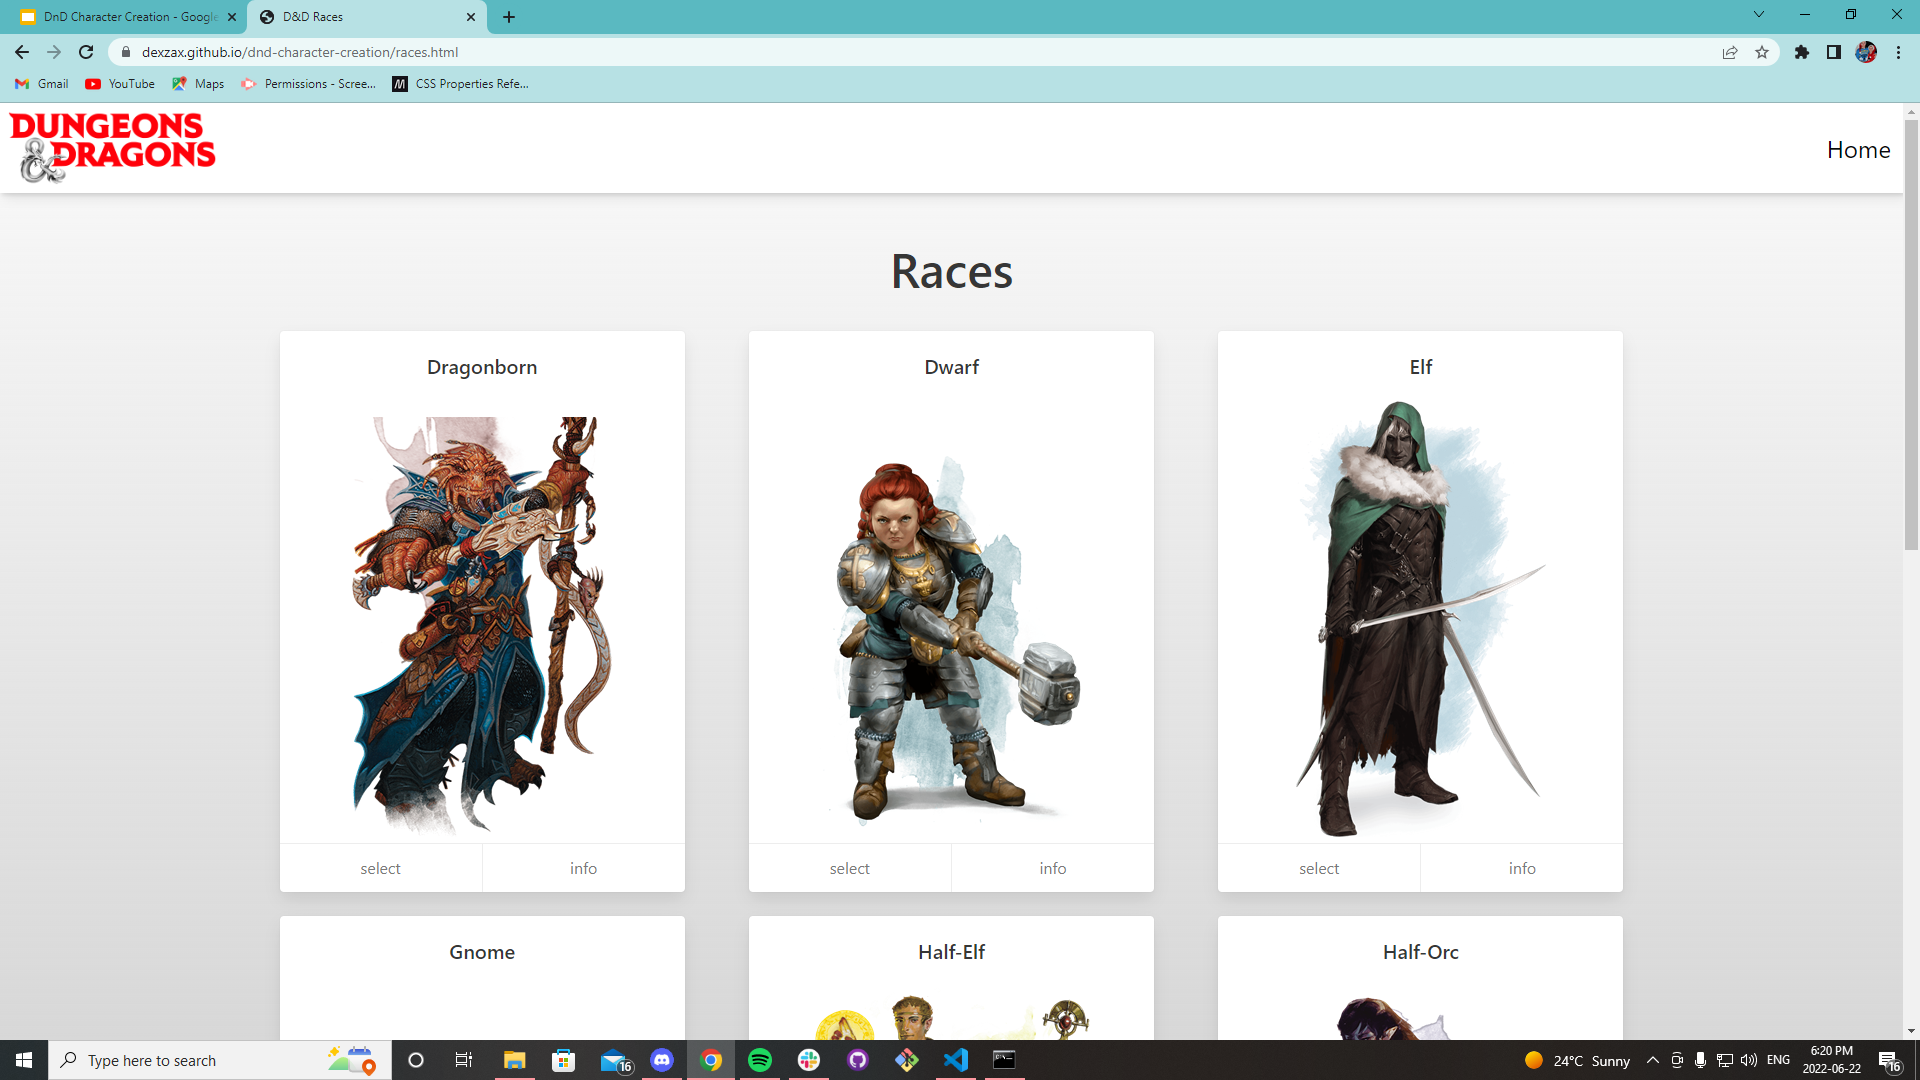 DnD Character Creation - Google
D&D Races
dexzax.github.io/dnd-character-creation/races.html
Gmail
YouTube
Maps
Permissions - Scree...
CSS Properties Refe...
DUNGEONS
& DRAGONS
Home
Races
Dragonborn
Dwarf
Elf
select
info
select
info
select
info
Gnome
Half-Elf
Half-Orc
Type here to search
16
24°C Sunny
ENG
6:20 PM
2022-06-22
16